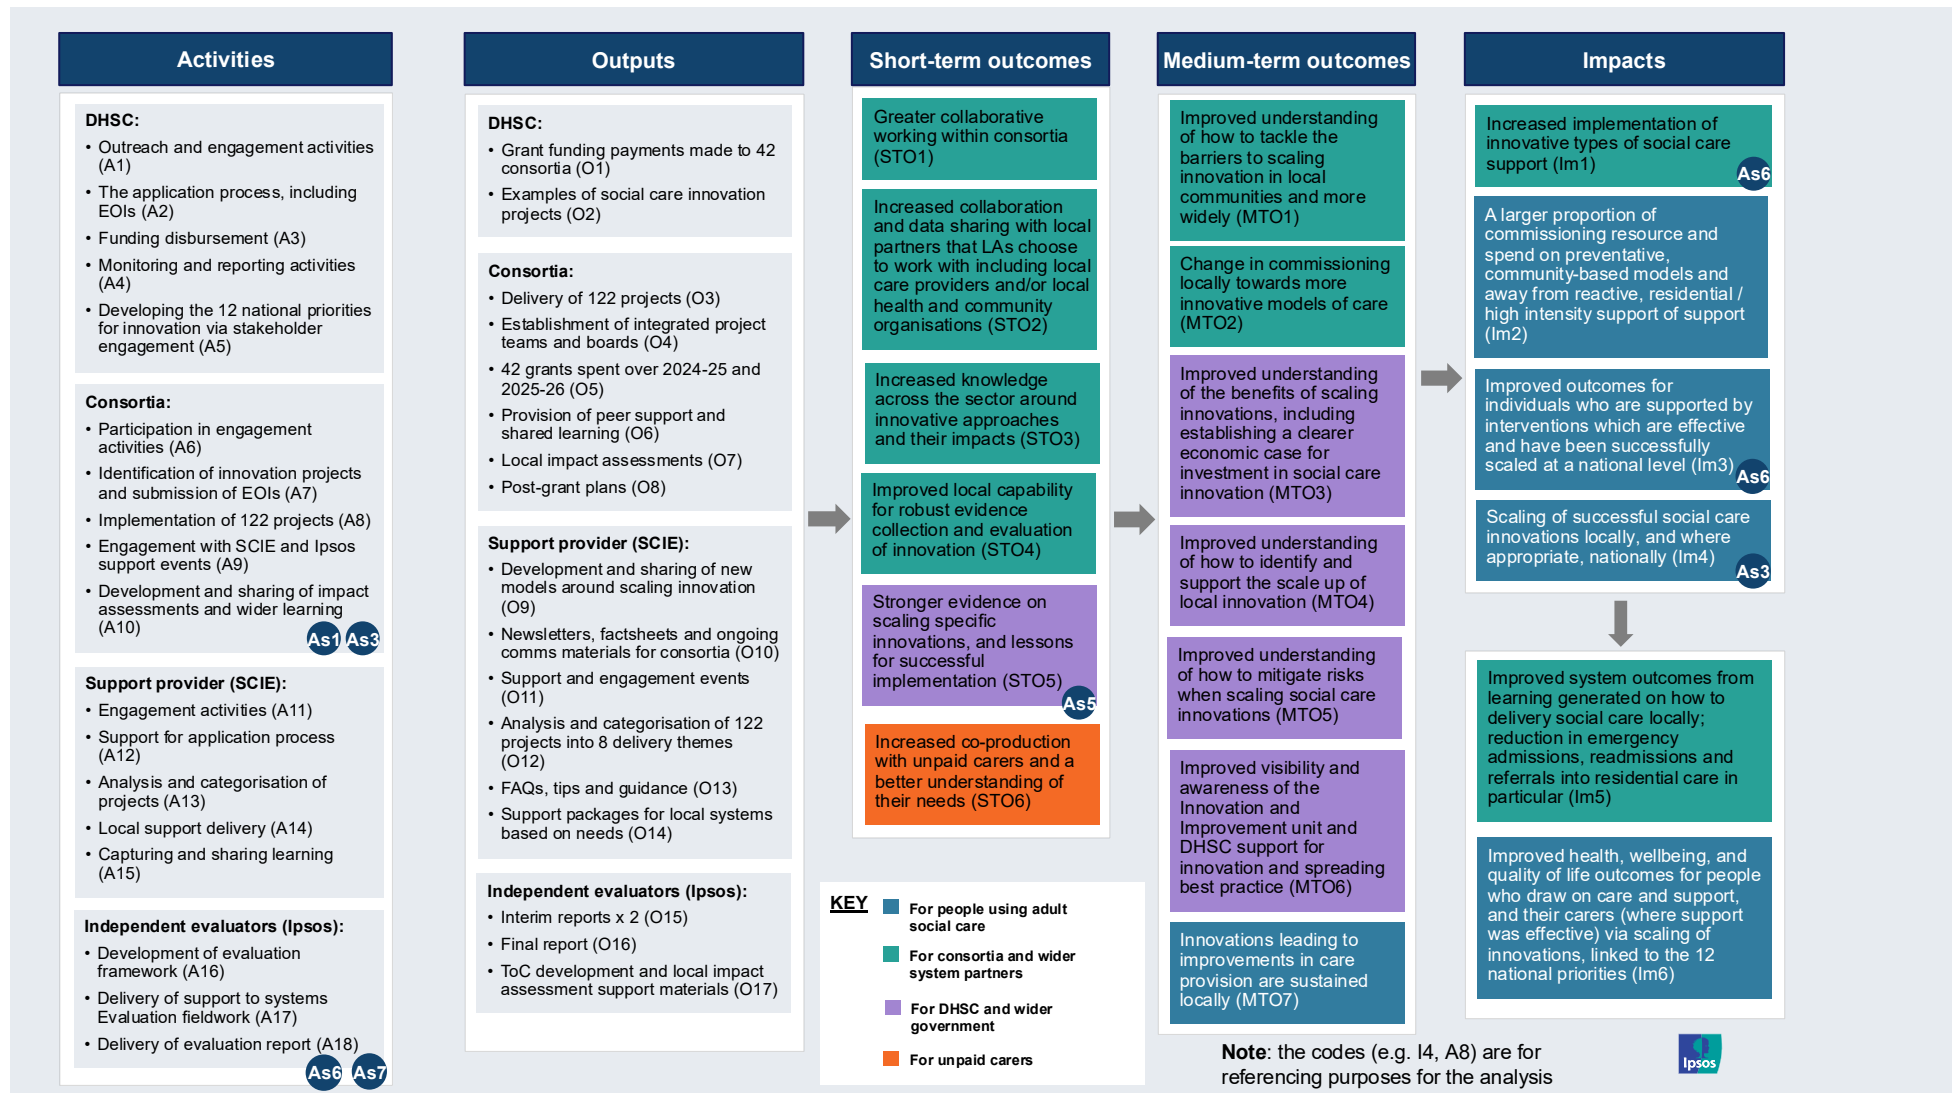 Activities
DHSC:
• Outreach and engagement activities
(A1)
• The application process, including
EOIs (A2)
• Funding disbursement (A3)
• Monitoring and reporting activities
(A4)
• Developing the 12 national priorities
for innovation via stakeholder
engagement (A5)
Consortia:
• Participation in engagement
activities (A6)
• Identification of innovation projects
and submission of EOIs (A7)
• Implementation of 122 projects (A8)
• Engagement with SCIE and Ipsos
support events (A9)
• Development and sharing of impact
assessments and wider learning
(A10)
As1 As3
Support provider (SCIE):
• Engagement activities (A11)
• Support for application process
(A12)
• Analysis and categorisation of
projects (A13)
• Local support delivery (A14)
• Capturing and sharing learning
(A15)
Independent evaluators (Ipsos):
• Development of evaluation
framework (A16)
• Delivery of support to systems
Evaluation fieldwork (A17)
• Delivery of evaluation report (A18)
As6 As7
Outputs
DHSC:
• Grant funding payments made to 42
consortia (O1)
• Examples of social care innovation
projects (O2)
Consortia:
• Delivery of 122 projects (O3)
• Establishment of integrated project
teams and boards (O4)
• 42 grants spent over 2024-25 and
2025-26 (O5)
• Provision of peer support and
shared learning (O6)
• Local impact assessments (O7)
• Post-grant plans (O8)
Support provider (SCIE):
• Development and sharing of new
models around scaling innovation
(O9)
• Newsletters, factsheets and ongoing
comms materials for consortia (O10)
• Support and engagement events
(O11)
• Analysis and categorisation of 122
projects into 8 delivery themes
(O12)
• FAQs, tips and guidance (O13)
• Support packages for local systems
based on needs (O14)
Independent evaluators (Ipsos):
• Interim reports x 2 (O15)
• Final report (O16)
• ToC development and local impact
assessment support materials (O17)
Short-term outcomes
Greater collaborative
working within consortia
(STO1)
Increased collaboration
and data sharing with local
partners that LAs choose
to work with including local
care providers and/or local
health and community
organisations (STO2)
Increased knowledge
across the sector around
innovative approaches
and their impacts (STO3)
Improved local capability
for robust evidence
collection and evaluation
of innovation (STO4)
Stronger evidence on
scaling specific
innovations, and lessons
for successful
implementation (STO5)
As5
Increased co-production
with unpaid carers and a
better understanding of
their needs (STO6)
KEY
For people using adult
social care
For consortia and wider
system partners
For DHSC and wider
government
For unpaid carers
Medium-term outcomes
Improved understanding
of how to tackle the
barriers to scaling
innovation in local
communities and more
widely (MTO1)
Change in commissioning
locally towards more
innovative models of care
(MTO2)
Improved understanding
of the benefits of scaling
innovations, including
establishing a clearer
economic case for
investment in social care
innovation (MTO3)
Improved understanding
of how to identify and
support the scale up of
local innovation (MTO4)
Improved understanding
of how to mitigate risks
when scaling social care
innovations (MTO5)
Improved visibility and
awareness of the
Innovation and
Improvement unit and
DHSC support for
innovation and spreading
best practice (MTO6)
Innovations leading to
improvements in care
provision are sustained
locally (MTO7)
Impacts
Increased implementation of
innovative types of social care
support (Im1)
As6
A larger proportion of
commissioning resource and
spend on preventative,
community-based models and
away from reactive, residential /
high intensity support of support
(Im2)
Improved outcomes for
individuals who are supported by
interventions which are effective
and have been successfully
scaled at a national level (Im3)
As6
Scaling of successful social care
innovations locally, and where
appropriate, nationally (Im4)
As3
Improved system outcomes from
learning generated on how to
delivery social care locally;
reduction in emergency
admissions, readmissions and
referrals into residential care in
particular (Im5)
Improved health, wellbeing, and
quality of life outcomes for people
who draw on care and support,
and their carers (where support
was effective) via scaling of
innovations, linked to the 12
national priorities (Im6)
Note: the codes (e.g. I4, A8) are for
referencing purposes for the analysis
Ipsos